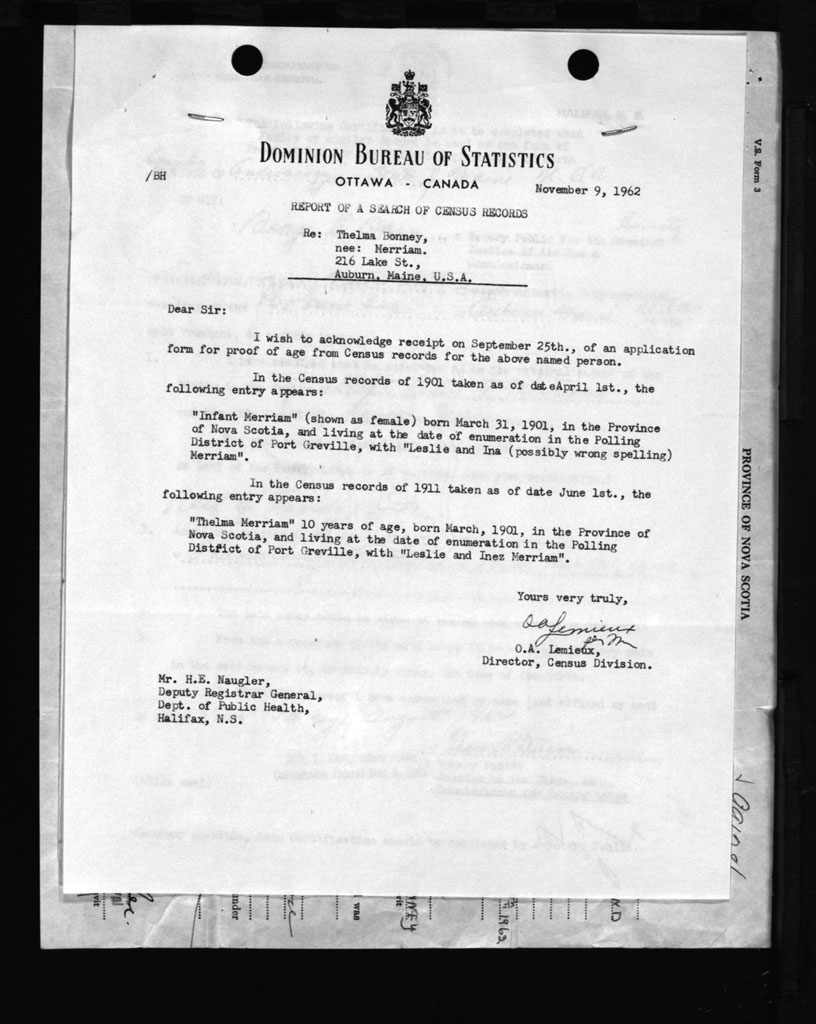 DOMINION BUREAU OF STATISTICS
OTTAWA - CANADA
/BH
November 9, 1962
REPORT OF A SEARCH OF CENSUS RECORDS
Re: Thelma Bonney,
nee: Merriam.
216 Lake St.,
Auburn, Maine, U.S.A.
Dear Sir:
I wish to acknowledge receipt on September 25th., of an application
form for proof of age from Census records for the above named person.
In the Census records of 1901 taken as of date April 1st., the
following entry appears:
"Infant Merriam" (shown as female) born March 31, 1901, in the Province
of Nova Scotia, and living at the date of enumeration in the Polling
District of Port Greville, with "Leslie and Ina (possibly wrong spelling)
Merriam".
In the Census records of 1911 taken as of date June 1st., the
following entry appears:
"Thelma Merriam" 10 years of age, born March, 1901, in the Province of
Nova Scotia, and living at the date of enumeration in the Polling
District of Port Greville, with "Leslie and Inez Merriam".
Yours very truly,
OALemieux
O.A. Lemieux,
Director, Census Division.
Mr. H.E. Naugler,
Deputy Registrar General,
Dept. of Public Health,
Halifax, N.S.
V.S. Form 3
PROVINCE OF NOVA SCOTIA
under
I was
1962